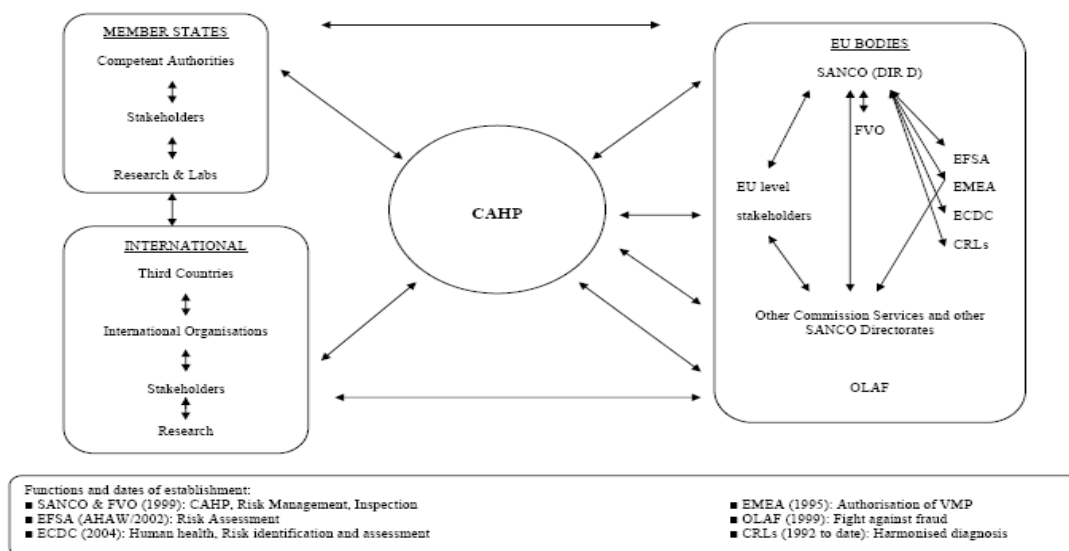 MEMBER STATES
Competent Authorities
Stakeholders
Research & Labs
INTERNATIONAL
Third Countries
International Organisations
Stakeholders
Research
CAHP
EU BODIES
SANCO (DIR D)
FVO
EFSA
EU level
EMEA
stakeholders
ECDC
CRLs
Other Commission Services and other
SANCO Directorates
OLAF
Functions and dates of establishment:
■ SANCO & FVO (1999): CAHP, Risk Management, Inspection
■ EFSA (AHAW/2002): Risk Assessment
■ ECDC (2004): Human health, Risk identification and assessment
■ EMEA (1995): Authorisation of VMP
■ OLAF (1999): Fight against fraud
■ CRLs (1992 to date): Harmonised diagnosis